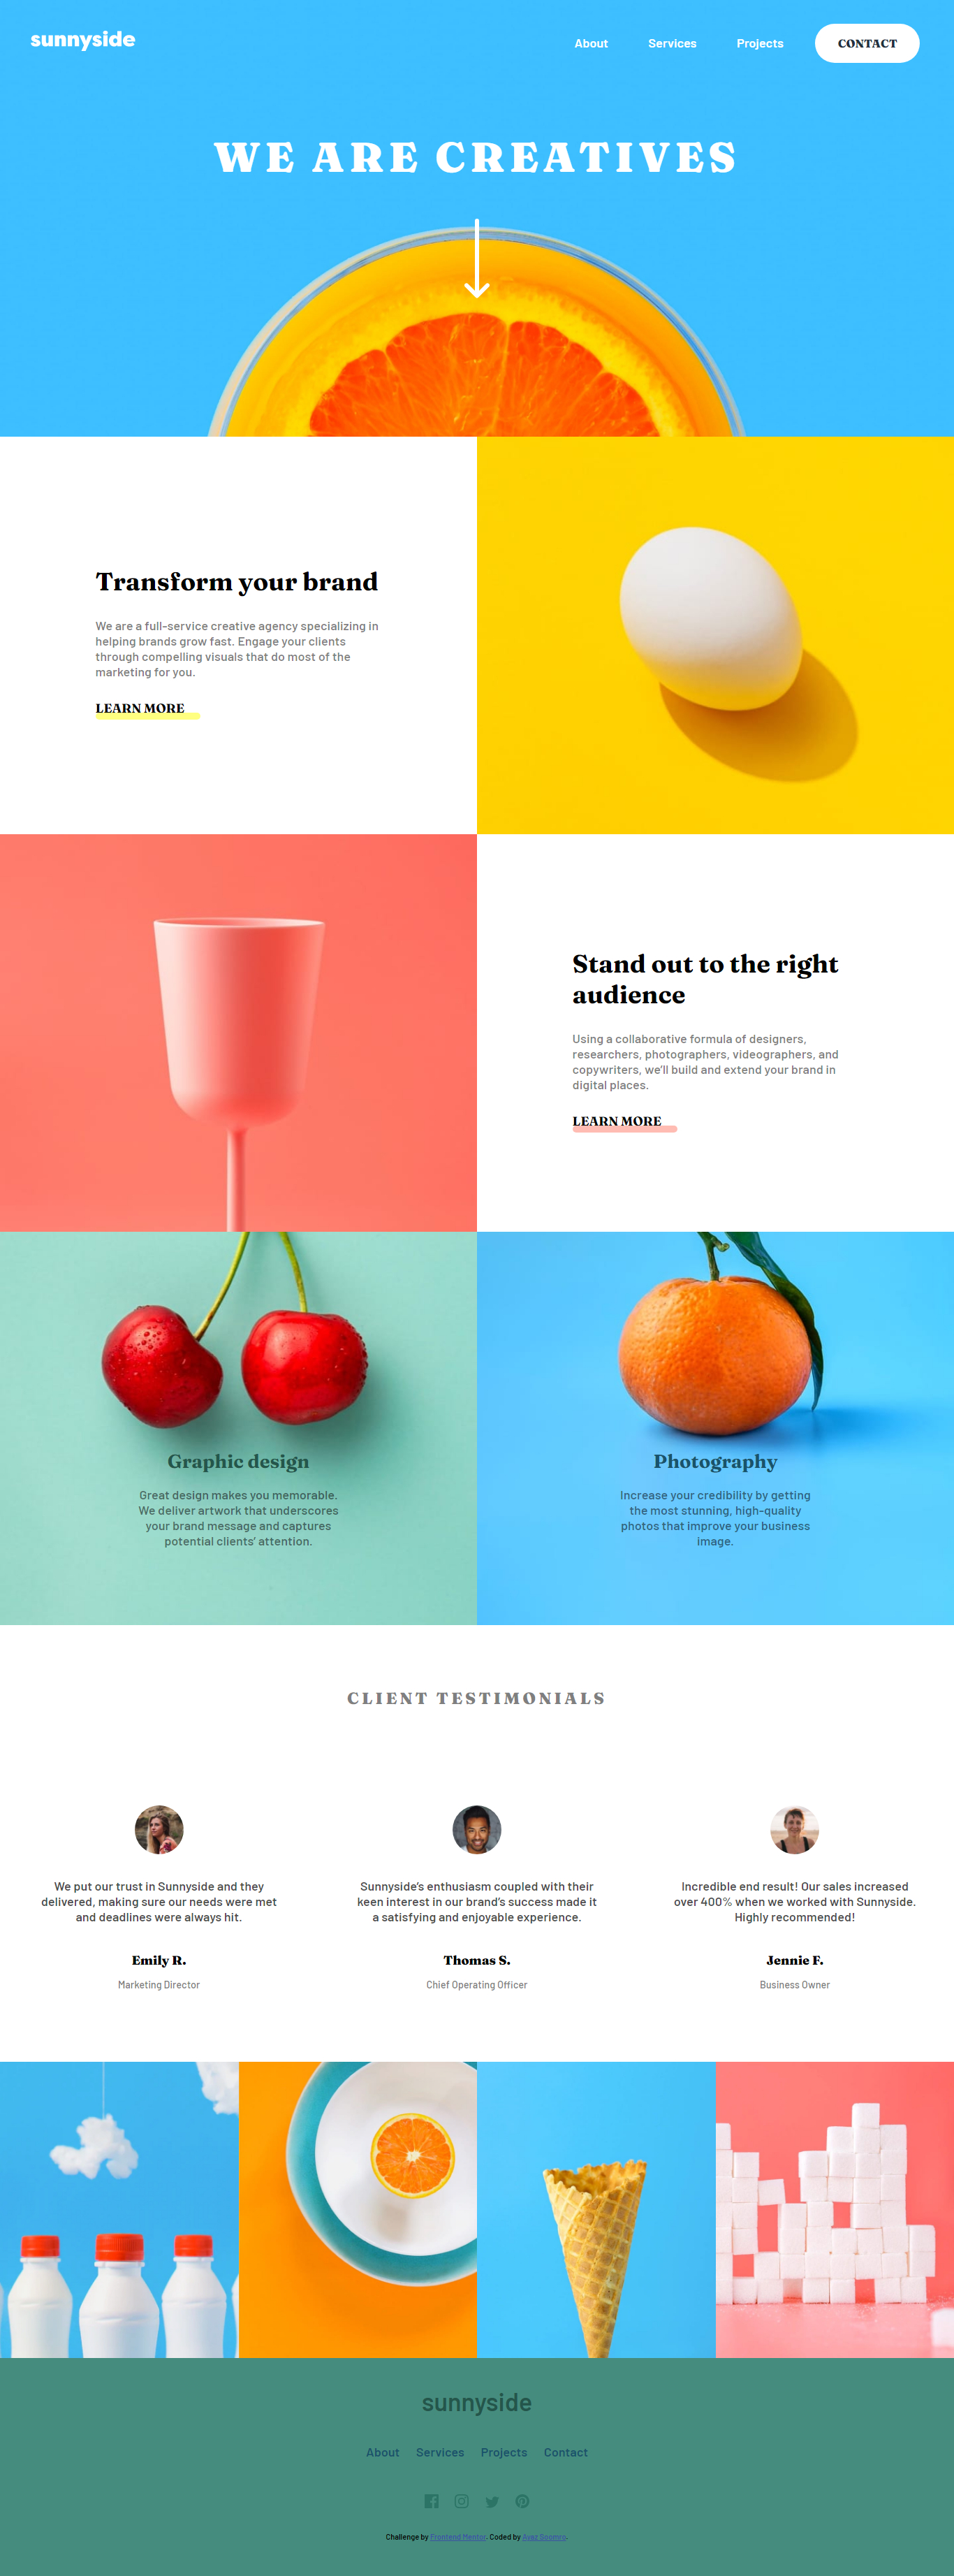 sunnyside
About Services Projects CONTACT
WE ARE CREATIVES
Transform your brand
We are a full-service creative agency specializing in
helping brands grow fast. Engage your clients
through compelling visuals that do most of the
marketing for you.
LEARN MORE
Stand out to the right
audience
Using a collaborative formula of designers,
researchers, photographers, videographers, and
copywriters, we’ll build and extend your brand in
digital places.
LEARN MORE
Graphic design
Great design makes you memorable.
We deliver artwork that underscores
your brand message and captures
potential clients’ attention.
Photography
Increase your credibility by getting
the most stunning, high-quality
photos that improve your business
image.
CLIENT TESTIMONIALS
We put our trust in Sunnyside and they
delivered, making sure our needs were met
and deadlines were always hit.
Emily R.
Marketing Director
Sunnyside’s enthusiasm coupled with their
keen interest in our brand’s success made it
a satisfying and enjoyable experience.
Thomas S.
Chief Operating Officer
Incredible end result! Our sales increased
over 400% when we worked with Sunnyside.
Highly recommended!
Jennie F.
Business Owner
sunnyside
About Services Projects Contact
Challenge by Frontend Mentor. Coded by Ayaz Soomro.